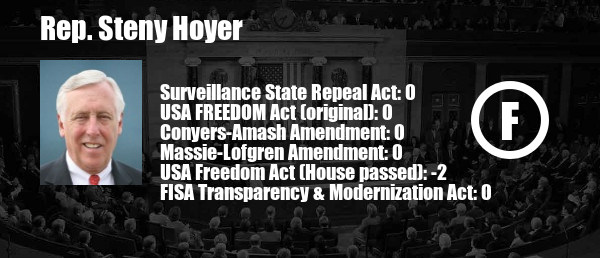 Rep. Steny Hoyer
Surveillance State Repeal Act: 0
USA FREEDOM Act (original): 0
Conyers-Amash Amendment: 0
Massie-Lofgren Amendment: 0
USA Freedom Act (House passed): -2
FISA Transparency & Modernization Act: 0
F